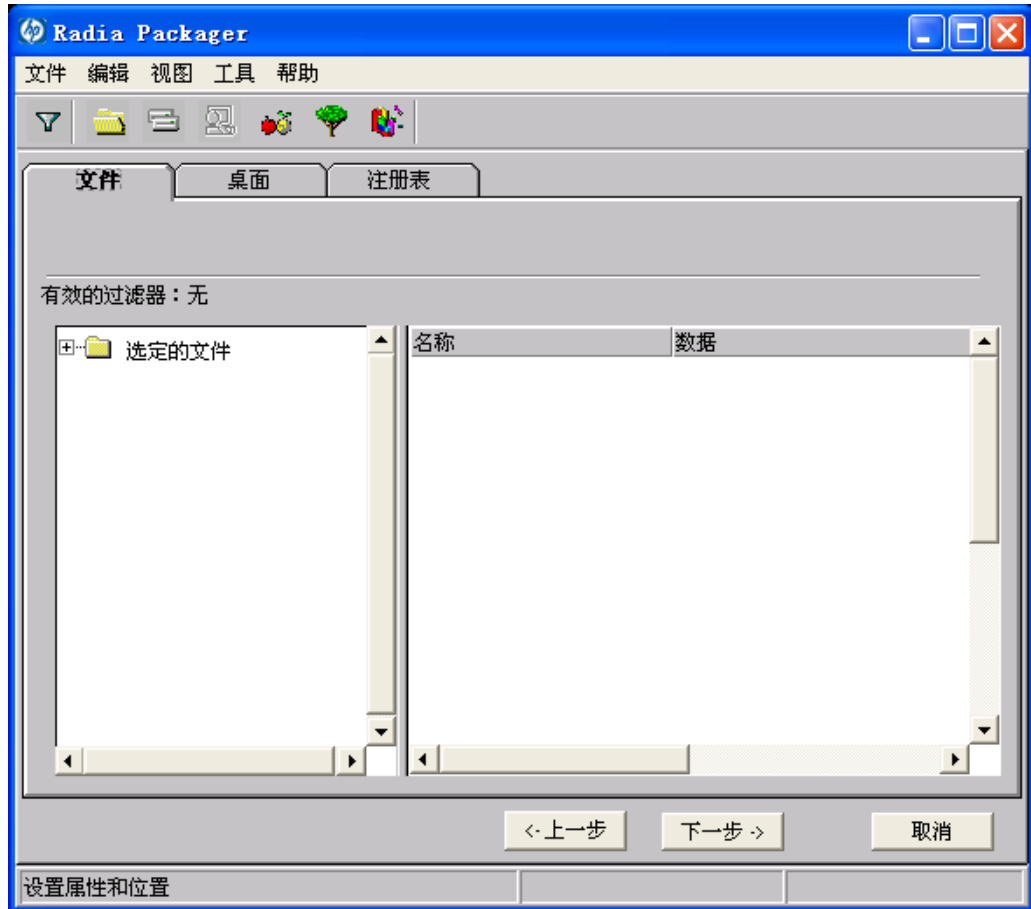 Radia Packager
文件 编辑 视图 工具 帮助
文件 桌面 注册表
有效的过滤器：无
选定的文件
名称 数据
<-上一步 下一步-> 取消
设置属性和位置